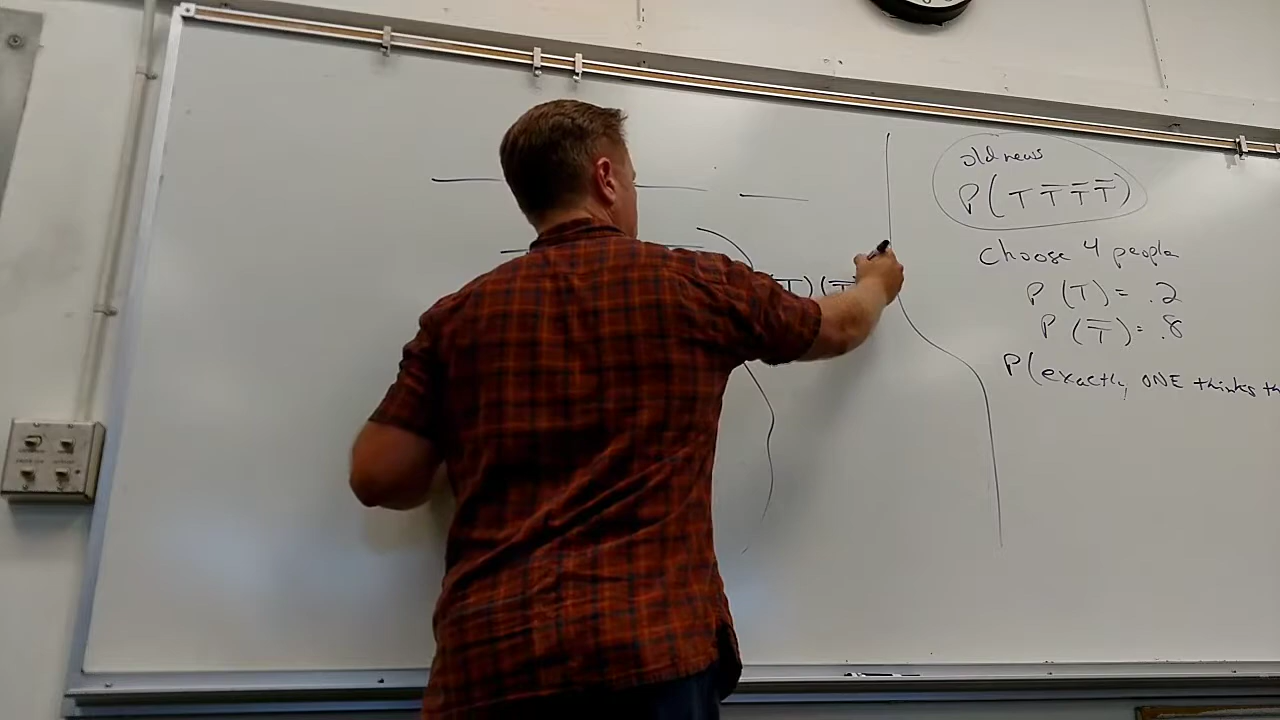 old news
P(T T̅ T̅ T̅)
choose 4 people
P(T) = .2
P(T̅) = .8
P(exactly ONE thinks
T̅)(T̅